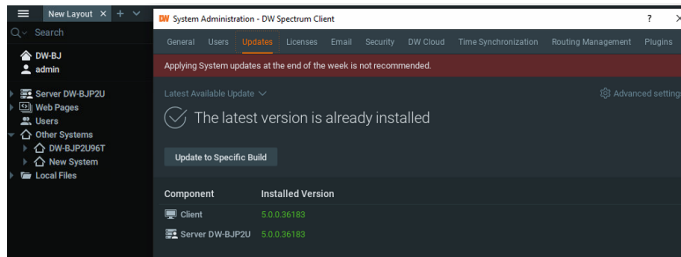 New Layout
DW System Administration - DW Spectrum Client
Search
General Users Updates Licenses Email Security DW Cloud Time Synchronization Routing Management Plugins
DW-BJ
admin
Applying System updates at the end of the week is not recommended.
Server DW-BJP2U
Web Pages
Users
Other Systems
DW-BJP2U96T
New System
Local Files
Latest Available Update
Advanced setting
The latest version is already installed
Update to Specific Build
Component Installed Version
Client 5.0.0.36183
Server DW-BJP2U 5.0.0.36183